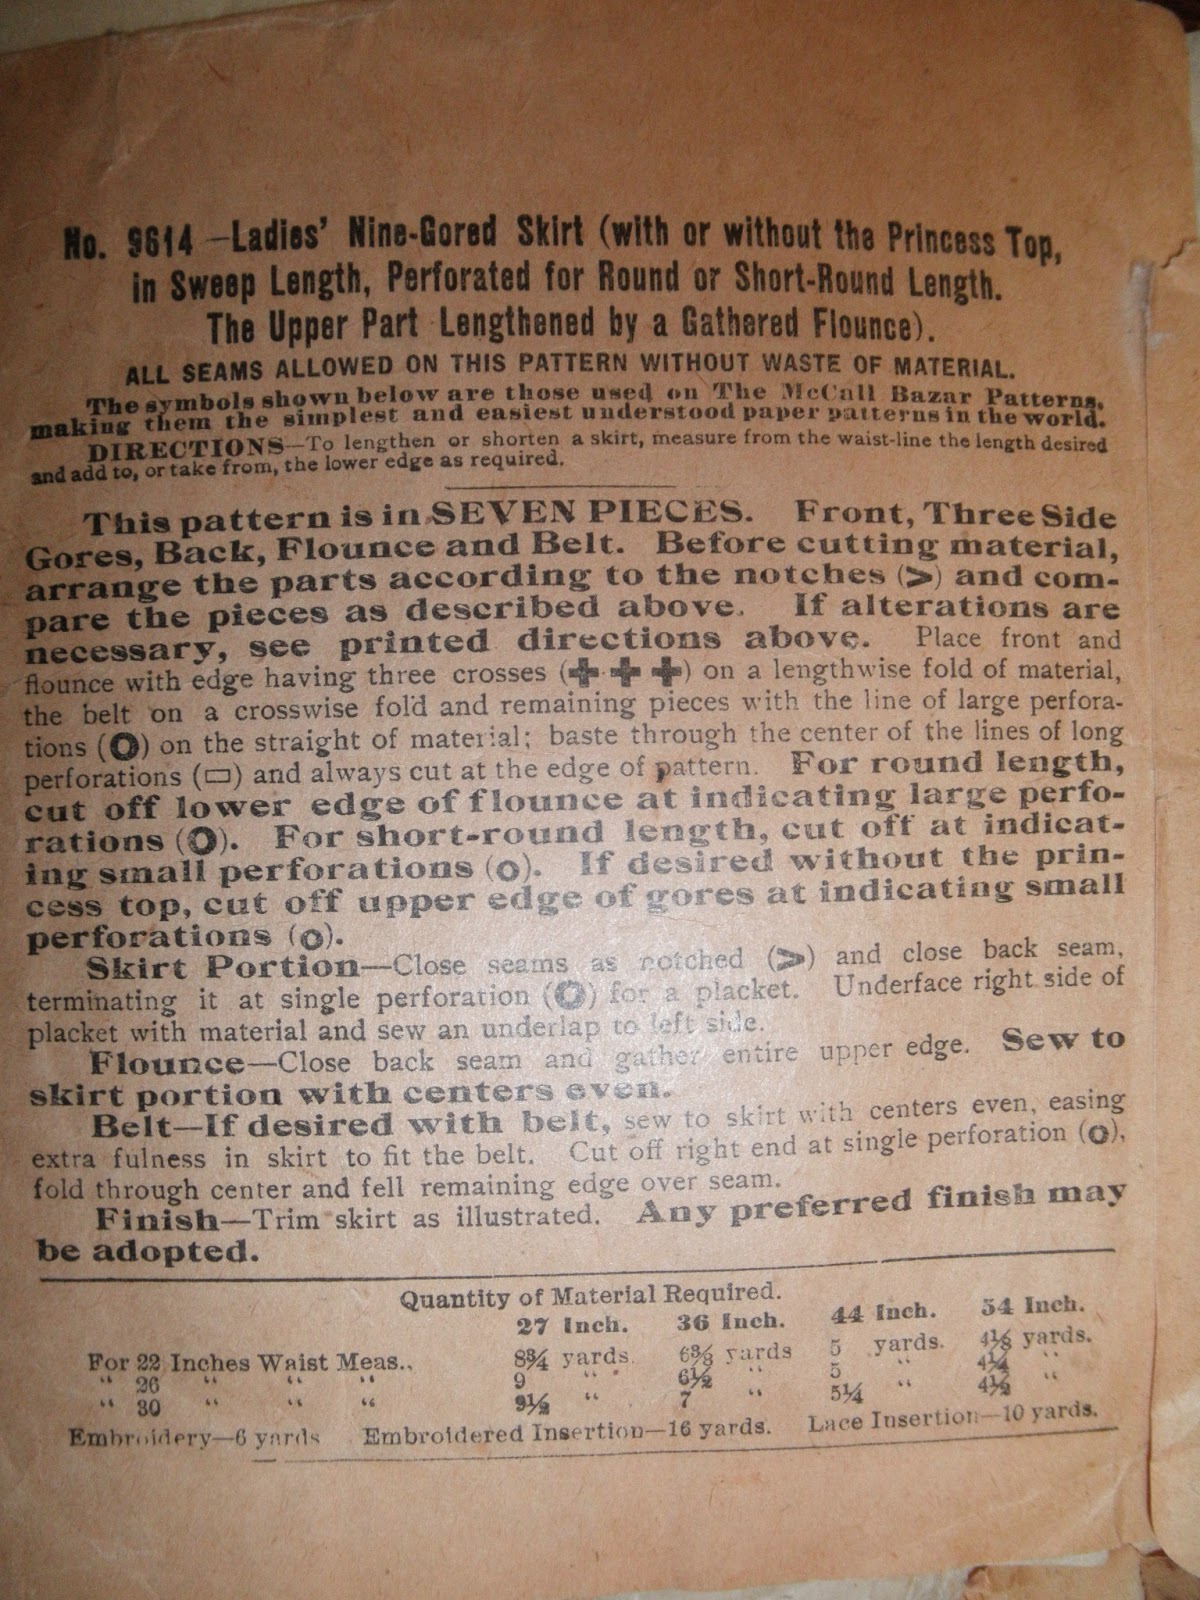 No. 9614—Ladies' Nine-Gored Skirt (with or without the Princess Top,
in Sweep Length, Perforated for Round or Short-Round Length.
The Upper Part Lengthened by a Gathered Flounce).
ALL SEAMS ALLOWED ON THIS PATTERN WITHOUT WASTE OF MATERIAL.
The symbols shown below are those used on The McCall Bazar Patterns,
making them the simplest and easiest understood paper patterns in the world.
DIRECTIONS—To lengthen or shorten a skirt, measure from the waist-line the length desired
and add to, or take from, the lower edge as required.
This pattern is in SEVEN PIECES. Front, Three Side
Gores, Back, Flounce and Belt. Before cutting material,
arrange the parts according to the notches (>) and com-
pare the pieces as described above. If alterations are
necessary, see printed directions above. Place front and
flounce with edge having three crosses (✚ ✚ ✚) on a lengthwise fold of material,
the belt on a crosswise fold and remaining pieces with the line of large perfora-
tions (O) on the straight of material; baste through the center of the lines of long
perforations (▭) and always cut at the edge of pattern. For round length,
cut off lower edge of flounce at indicating large perfo-
rations (O). For short-round length, cut off at indicat-
ing small perforations (o). If desired without the prin-
cess top, cut off upper edge of gores at indicating small
perforations (o).
Skirt Portion—Close seams as notched (>) and close back seam,
terminating it at single perforation (O) for a placket. Underface right side of
placket with material and sew an underlap to left side.
Flounce—Close back seam and gather entire upper edge. Sew to
skirt portion with centers even.
Belt—If desired with belt, sew to skirt with centers even, easing
extra fulness in skirt to fit the belt. Cut off right end at single perforation (o),
fold through center and fell remaining edge over seam.
Finish—Trim skirt as illustrated. Any preferred finish may
be adopted.
Quantity of Material Required.
27 Inch. 36 Inch. 44 Inch. 54 Inch.
For 22 Inches Waist Meas.. 8¾ yards. 6⅜ yards 5 yards. 4⅛ yards.
" 26 " " " 9 " 6½ " 5 " 4¼ "
" 30 " " " 9½ " 7 " 5¼ " 4½ "
Embroidery—6 yards Embroidered Insertion—16 yards. Lace Insertion—10 yards.